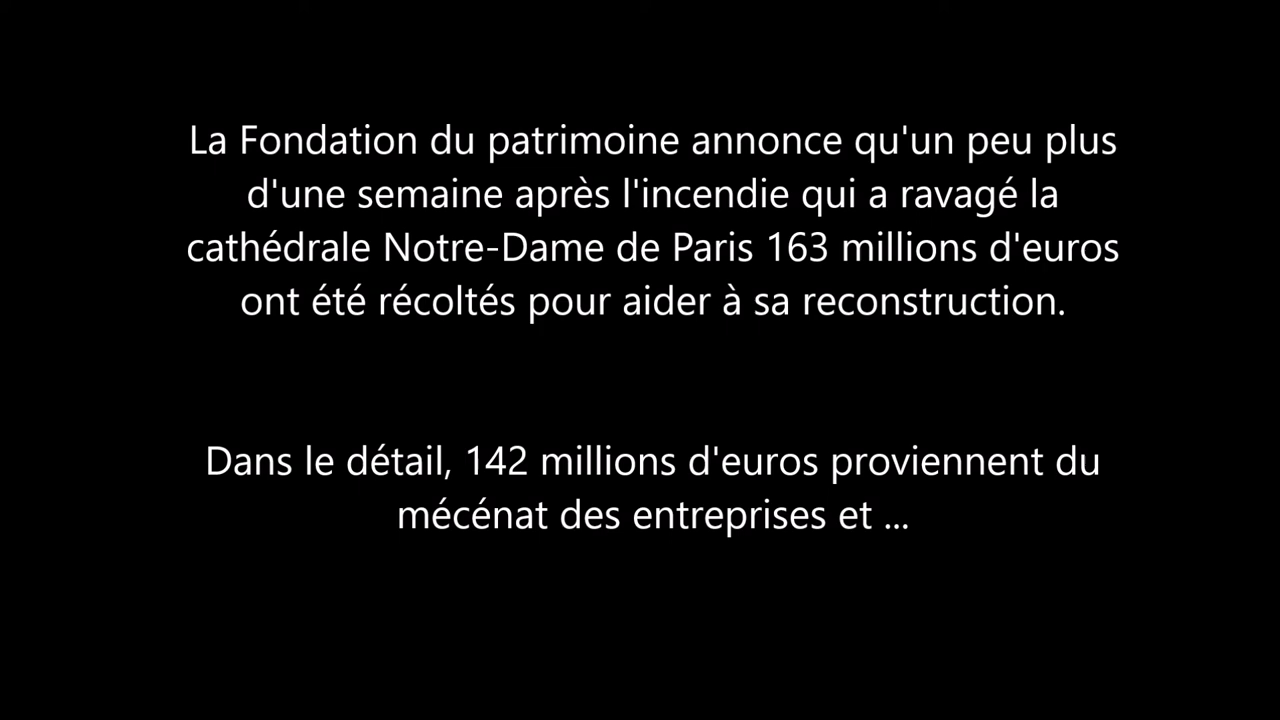 La Fondation du patrimoine annonce qu'un peu plus
d'une semaine après l'incendie qui a ravagé la
cathédrale Notre-Dame de Paris 163 millions d'euros
ont été récoltés pour aider à sa reconstruction.
Dans le détail, 142 millions d'euros proviennent du
mécénat des entreprises et ...